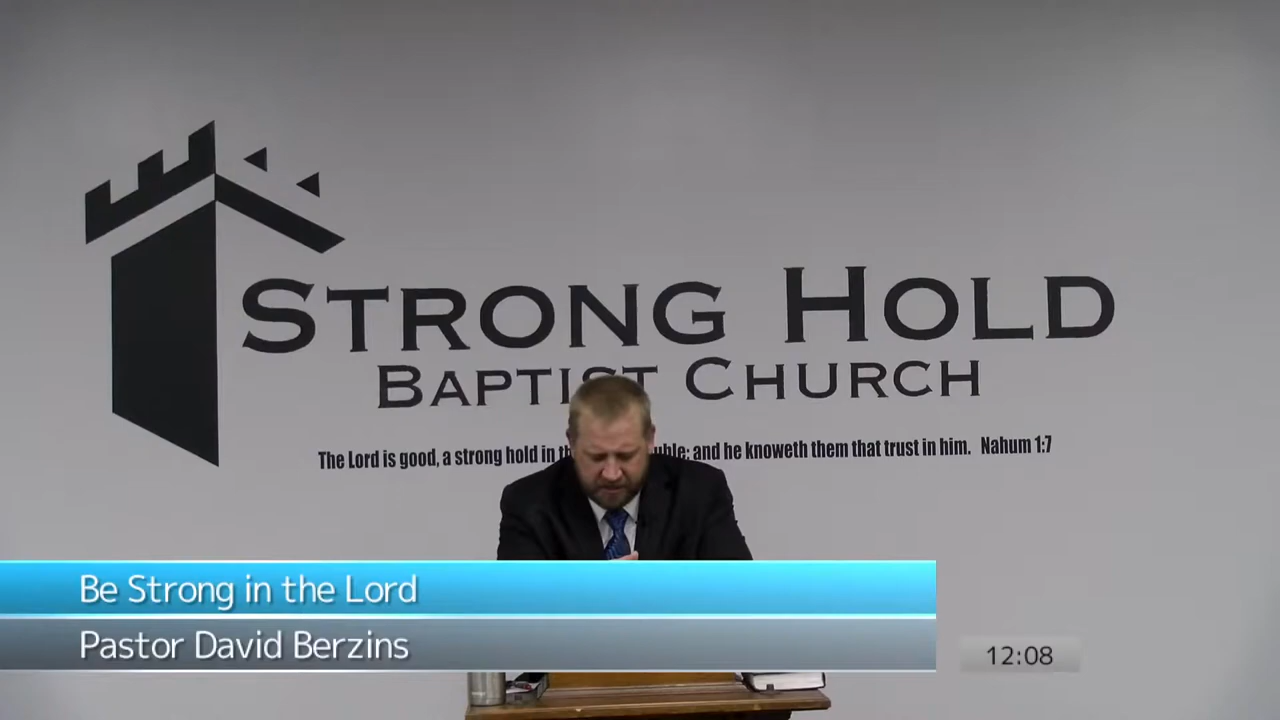 STRONG HOLD
BAPTIST CHURCH
The Lord is good, a strong hold in and he knoweth them that trust in him. Nahum 1:7
Be Strong in the Lord
Pastor David Berzins
12:08